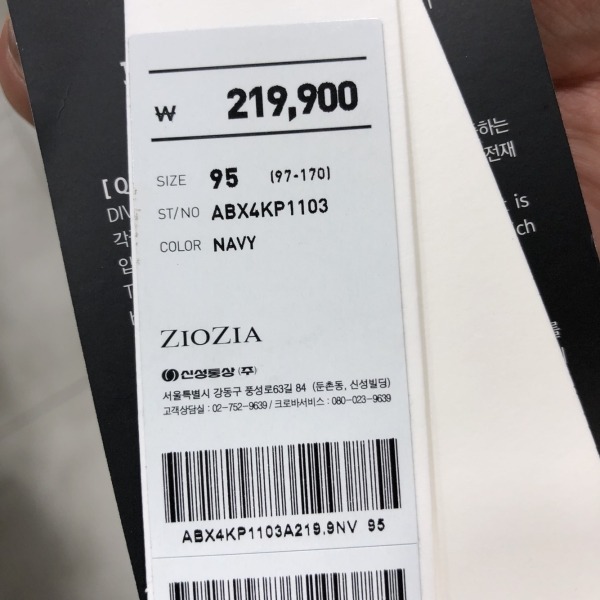 ₩ 219,900
SIZE 95 (97-170)
ST/NO ABX4KP1103
COLOR NAVY
ZIOZIA
신성통상(주)
서울특별시 강동구 풍성로63길 84 (둔촌동, 신성빌딩)
고객상담실 : 02-752-9639 / 크로바서비스 : 080-023-9639
ABX4KP1103A219.9NV 95
[Q
DIV
각
입
T
하는
전재
is
ch